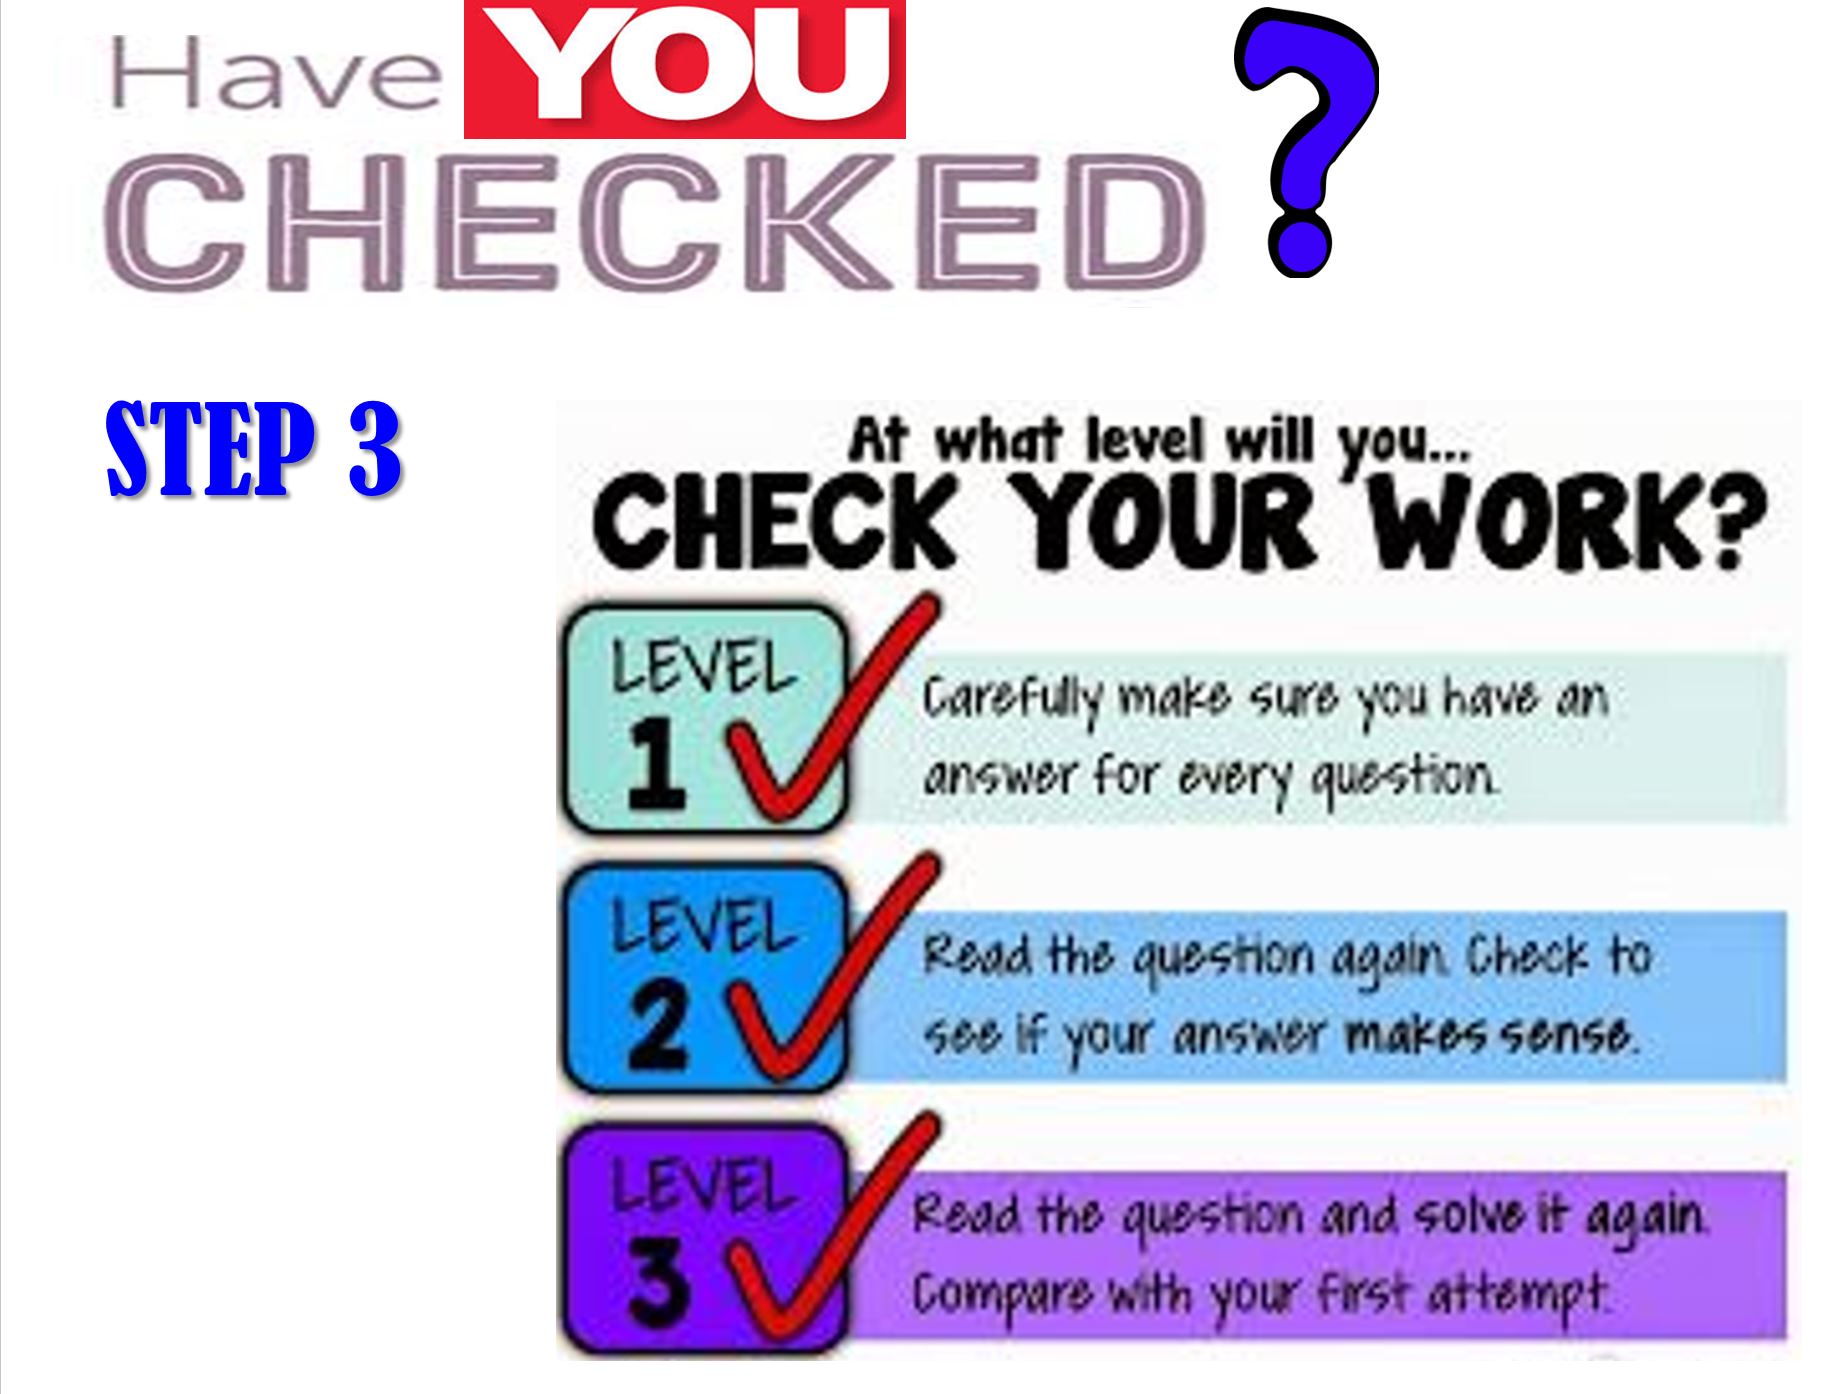 Have YOU
CHECKED?
STEP 3
At what level will you...
CHECK YOUR WORK?
LEVEL
1
Carefully make sure you have an
answer for every question.
LEVEL
2
Read the question again. Check to
see if your answer makes sense.
LEVEL
3
Read the question and solve it again.
Compare with your first attempt.